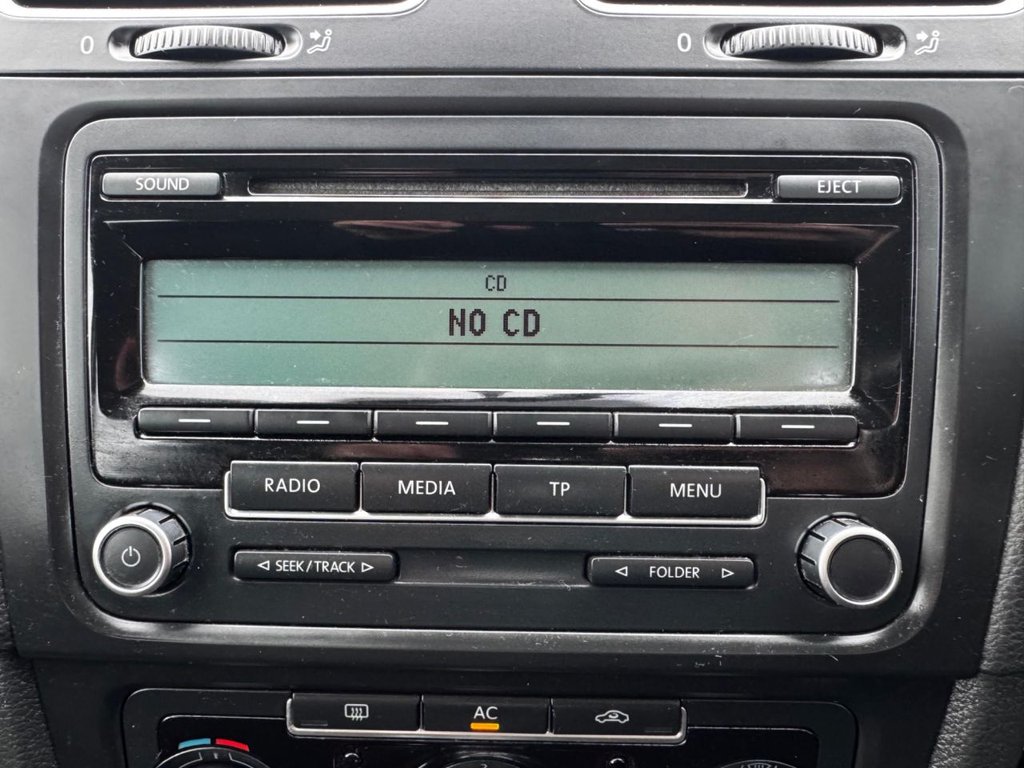 0 0
SOUND EJECT
CD
NO CD
RADIO MEDIA TP MENU
◁ SEEK/TRACK ▷ ◁ FOLDER ▷
AC